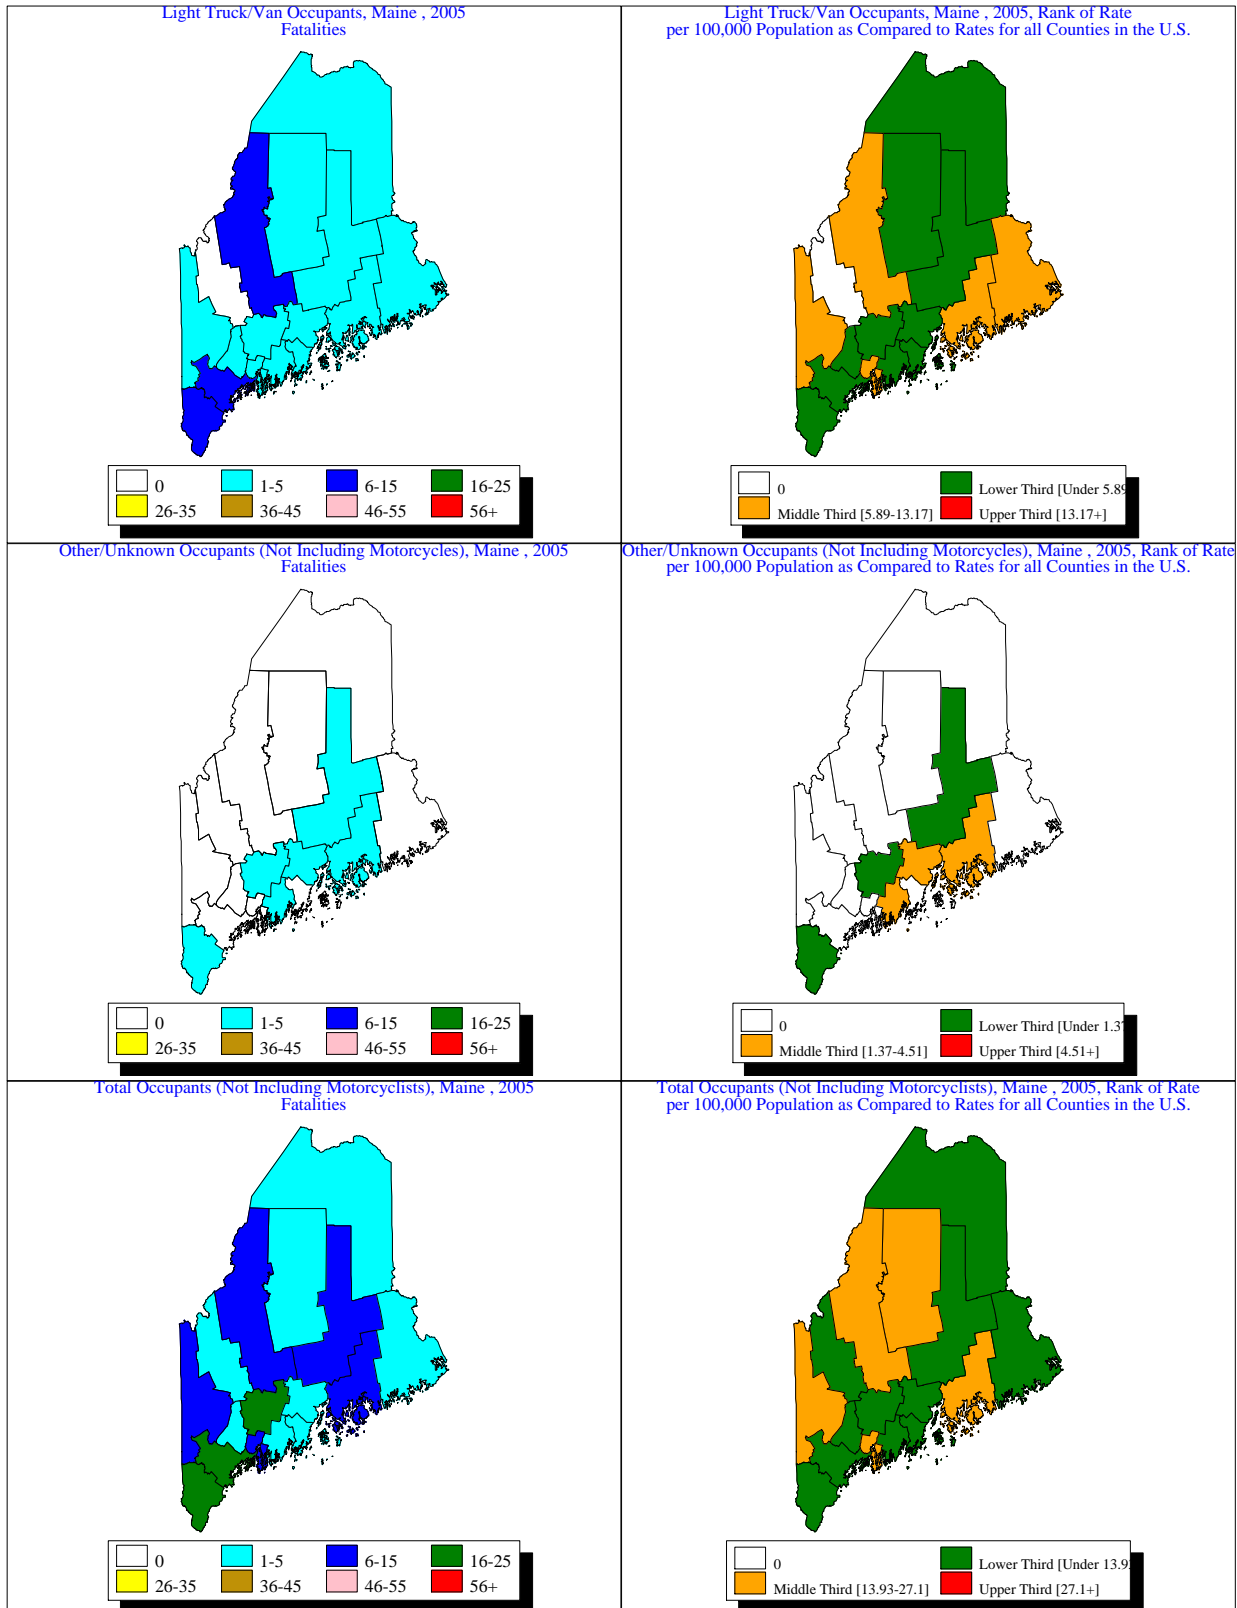 Light Truck/Van Occupants, Maine , 2005
Fatalities
0
1-5
6-15
16-25
26-35
36-45
46-55
56+
Light Truck/Van Occupants, Maine , 2005, Rank of Rate
per 100,000 Population as Compared to Rates for all Counties in the U.S.
0
Lower Third [Under 5.89
Middle Third [5.89-13.17]
Upper Third [13.17+]
Other/Unknown Occupants (Not Including Motorcycles), Maine , 2005
Fatalities
0
1-5
6-15
16-25
26-35
36-45
46-55
56+
Other/Unknown Occupants (Not Including Motorcycles), Maine , 2005, Rank of Rate
per 100,000 Population as Compared to Rates for all Counties in the U.S.
0
Lower Third [Under 1.37
Middle Third [1.37-4.51]
Upper Third [4.51+]
Total Occupants (Not Including Motorcyclists), Maine , 2005
Fatalities
0
1-5
6-15
16-25
26-35
36-45
46-55
56+
Total Occupants (Not Including Motorcyclists), Maine , 2005, Rank of Rate
per 100,000 Population as Compared to Rates for all Counties in the U.S.
0
Lower Third [Under 13.9
Middle Third [13.93-27.1]
Upper Third [27.1+]